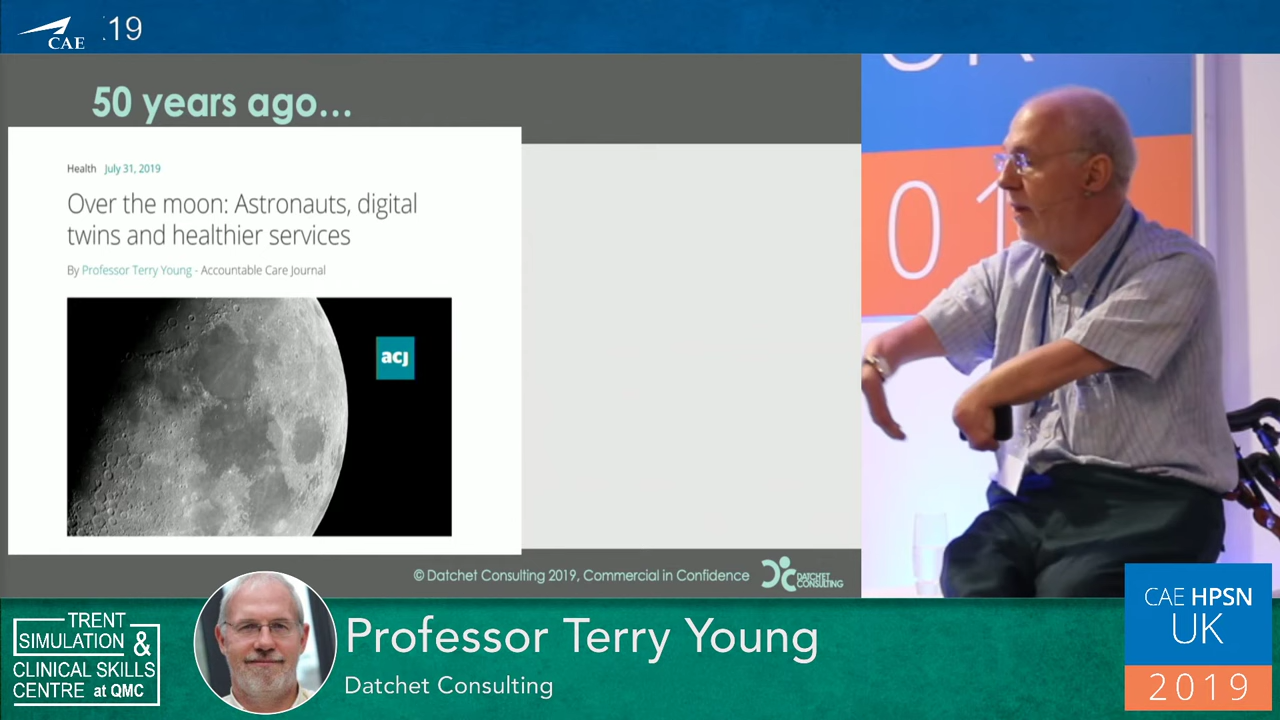 CAE
19
50 years ago...
Health July 31, 2019
Over the moon: Astronauts, digital
twins and healthier services
By Professor Terry Young - Accountable Care Journal
acj
© Datchet Consulting 2019, Commercial in Confidence
DATCHET
CONSULTING
01
TRENT
SIMULATION &
CLINICAL SKILLS
CENTRE at QMC
Professor Terry Young
Datchet Consulting
CAE HPSN
UK
2019